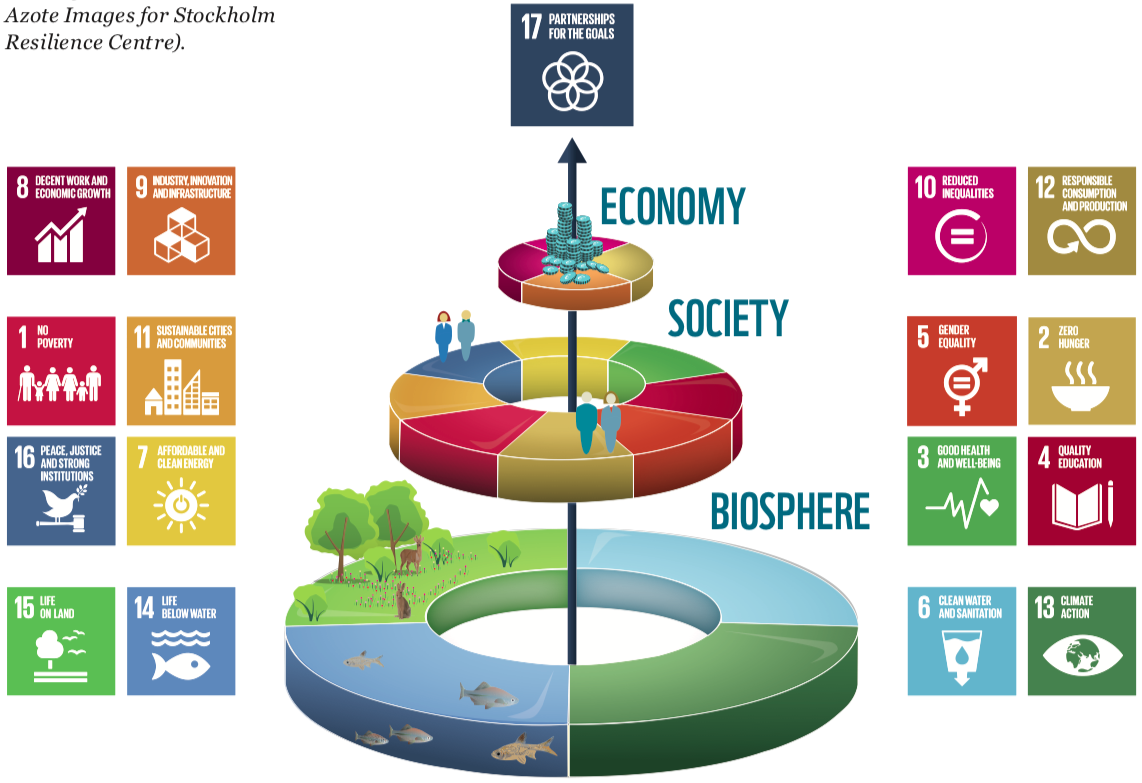 Azote Images for Stockholm
Resilience Centre).
17 PARTNERSHIPS
FOR THE GOALS
8 DECENT WORK AND
ECONOMIC GROWTH
9 INDUSTRY, INNOVATION
AND INFRASTRUCTURE
ECONOMY
10 REDUCED
INEQUALITIES
12 RESPONSIBLE
CONSUMPTION
AND PRODUCTION
1 NO
POVERTY
11 SUSTAINABLE CITIES
AND COMMUNITIES
SOCIETY
5 GENDER
EQUALITY
2 ZERO
HUNGER
16 PEACE, JUSTICE
AND STRONG
INSTITUTIONS
7 AFFORDABLE AND
CLEAN ENERGY
3 GOOD HEALTH
AND WELL-BEING
4 QUALITY
EDUCATION
BIOSPHERE
15 LIFE
ON LAND
14 LIFE
BELOW WATER
6 CLEAN WATER
AND SANITATION
13 CLIMATE
ACTION